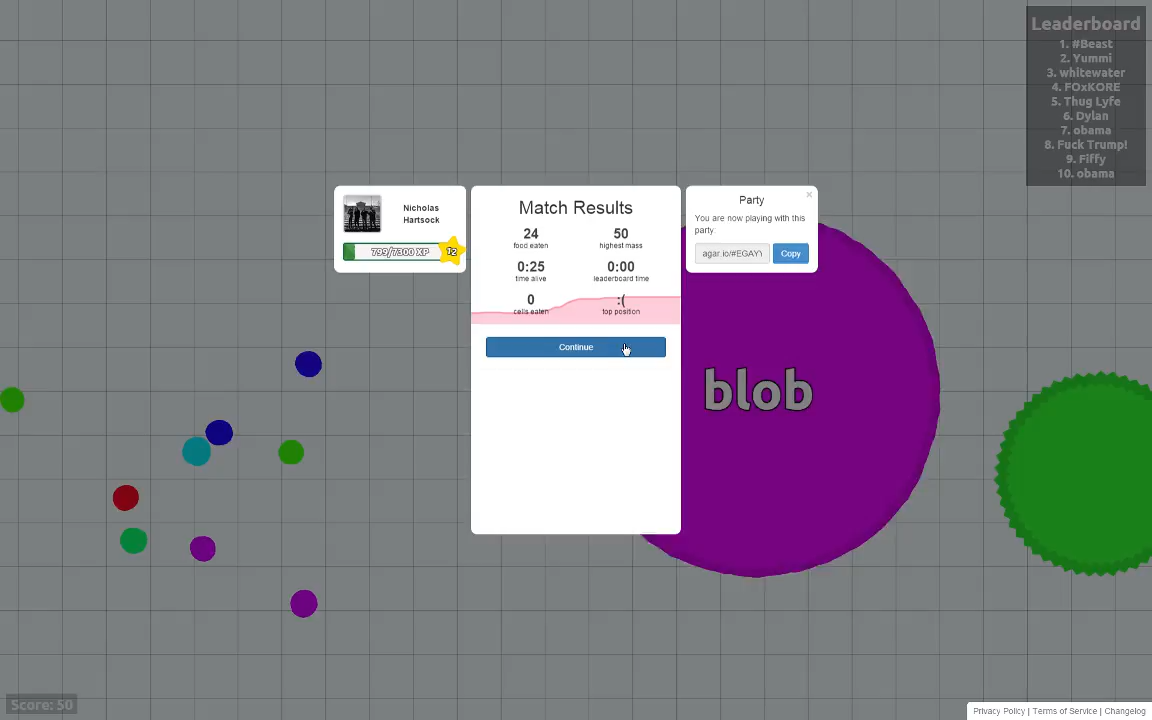 Leaderboard
1. #Beast
2. Yummi
3. whitewater
4. FOxKORE
5. Thug Lyfe
6. Dylan
7. obama
8. Fuck Trump!
9. Fiffy
10. obama
Nicholas
Hartsock
799/7300 XP
12
Match Results
24
food eaten
50
highest mass
0:25
time alive
0:00
leaderboard time
0
cells eaten
:(
top position
Continue
Party
×
You are now playing with this
party:
agar.io/#EGAYY
Copy
blob
Score: 50
Privacy Policy | Terms of Service | Changelog